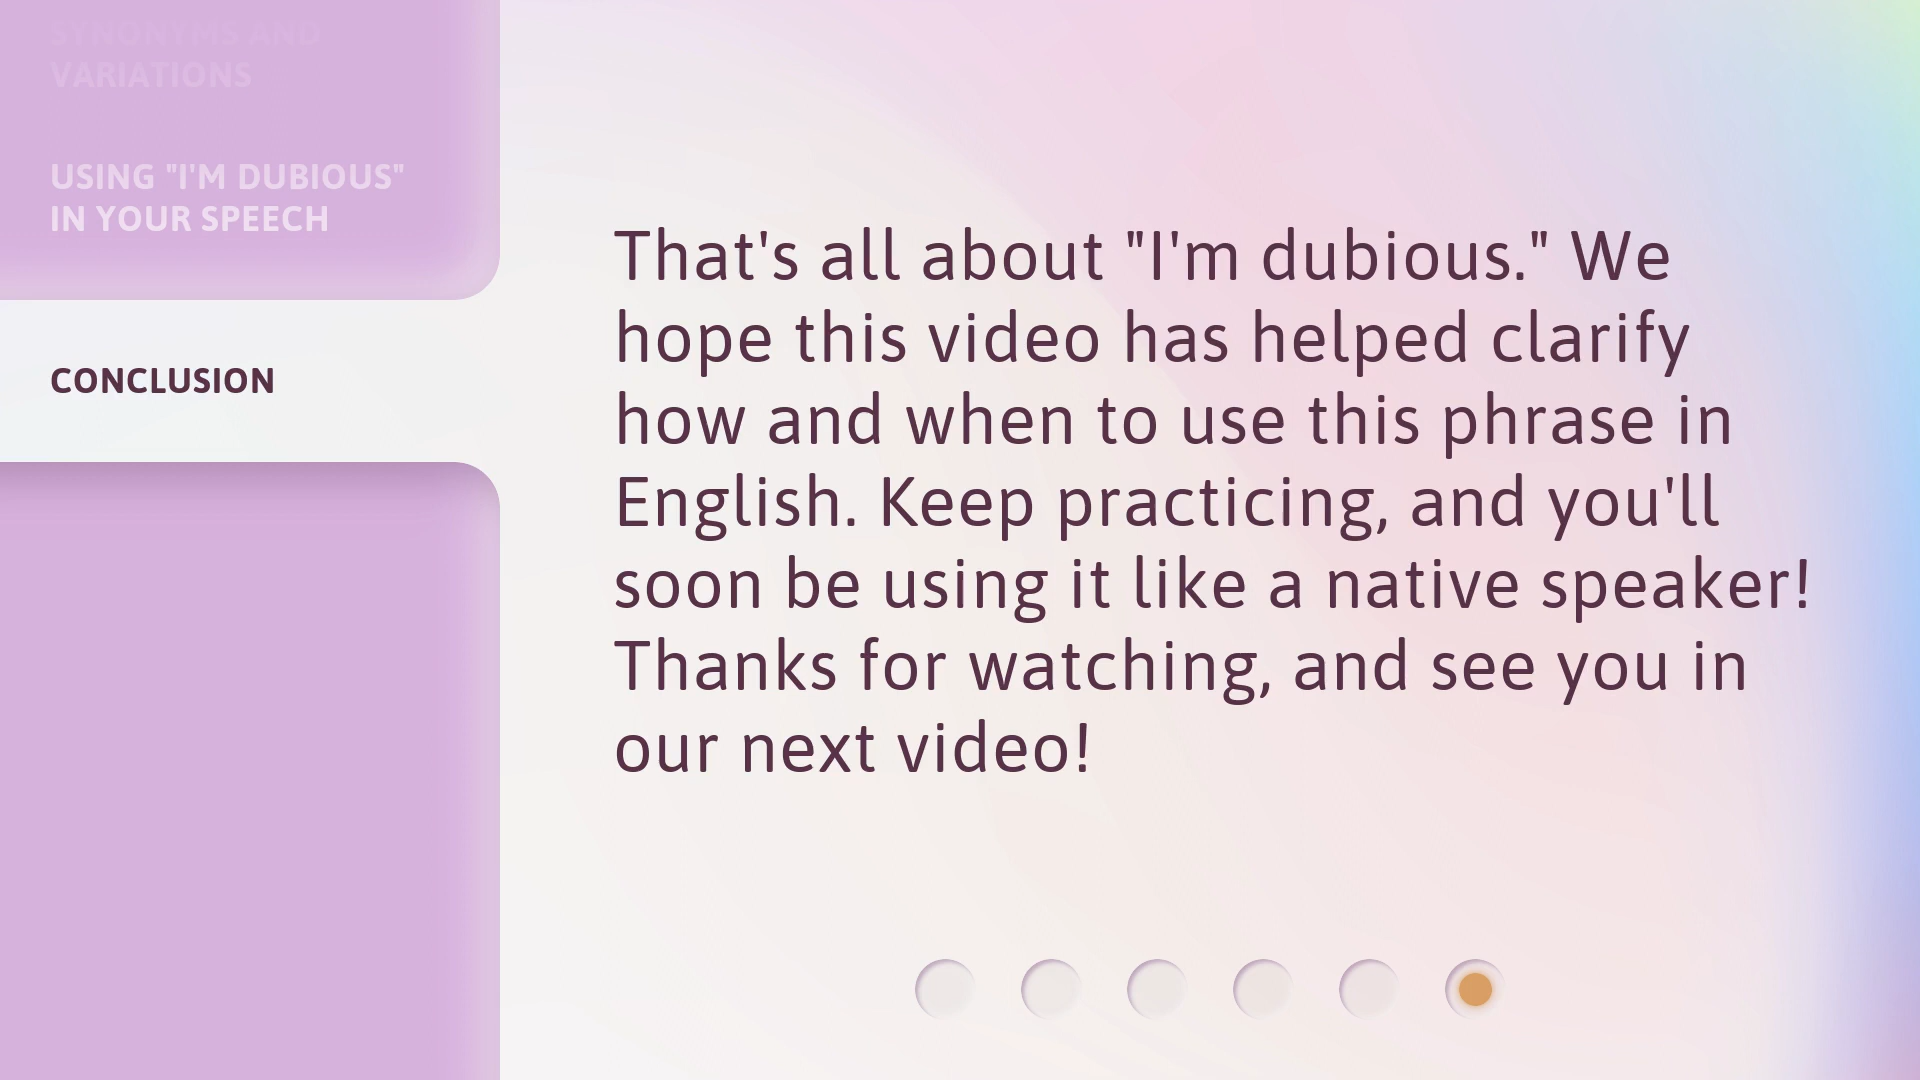 SYNONYMS AND
VARIATIONS
USING "I'M DUBIOUS"
IN YOUR SPEECH
CONCLUSION
That's all about "I'm dubious." We
hope this video has helped clarify
how and when to use this phrase in
English. Keep practicing, and you'll
soon be using it like a native speaker!
Thanks for watching, and see you in
our next video!